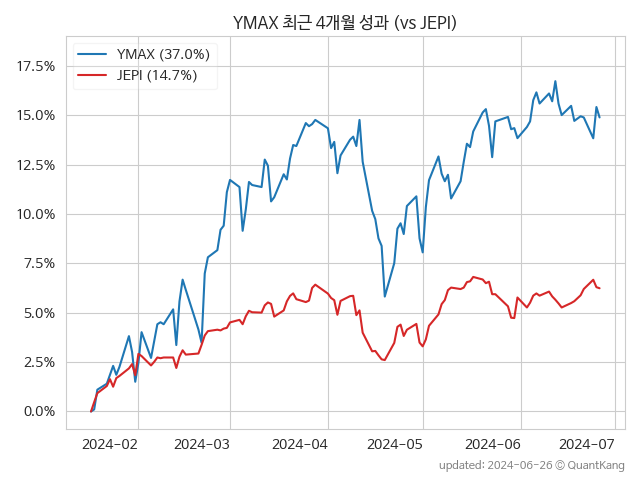 YMAX 최근 4개월 성과 (vs JEPI)
YMAX (37.0%)
JEPI (14.7%)
17.5%
15.0%
12.5%
10.0%
7.5%
5.0%
2.5%
0.0%
2024-02 2024-03 2024-04 2024-05 2024-06 2024-07
updated: 2024-06-26 © QuantKang